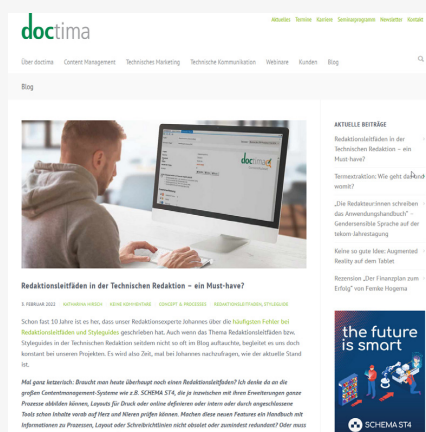 doctima
Aktuelles Termine Karriere Seminarprogramm Newsletter Kontakt
Über doctima Content Management Technisches Marketing Technische Kommunikation Webinare Kunden Blog
Blog
doctima
Redaktionsleitfäden in der Technischen Redaktion – ein Must-have?
3. FEBRUAR 2022 KATHARINA HIRSCH KEINE KOMMENTARE CONCEPT & PROCESSES REDAKTIONSLEITFADEN, STYLEGUIDE
Schon fast 10 Jahre ist es her, dass unser Redaktionsexperte Johannes über die häufigsten Fehler bei
Redaktionsleitfäden und Styleguides geschrieben hat. Auch wenn das Thema Redaktionsleitfäden bzw.
Styleguides in der Technischen Redaktion seitdem nicht so oft im Blog auftauchte, begleitet es uns doch
konstant bei unseren Projekten. Es wird also Zeit, mal bei Johannes nachzufragen, wie der aktuelle Stand
ist.
Mal ganz ketzerisch: Braucht man heute überhaupt noch einen Redaktionsleitfaden? Ich denke da an die
großen Contentmanagement-Systeme wie z.B. SCHEMA ST4, die ja inzwischen mit ihren Erweiterungen ganze
Prozesse abbilden können, Layouts für Druck oder online definieren oder intern oder durch angeschlossene
Tools schon Inhalte vorab auf Herz und Nieren prüfen können. Machen diese neuen Features ein Handbuch mit
Informationen zu Prozessen, Layout oder Schreibrichtlinien nicht obsolet oder zumindest redundant? Oder muss
AKTUELLE BEITRÄGE
Redaktionsleitfäden in der
Technischen Redaktion – ein
Must-have?
Termextraktion: Wie geht das und
womit?
„Die Redakteur:innen schreiben
das Anwendungshandbuch" -
Gendersensible Sprache auf der
tekom-Jahrestagung
Keine so gute Idee: Augmented
Reality auf dem Tablet
Rezension „Der Finanzplan zum
Erfolg" von Femke Hogema
the future
is smart
SCHEMA ST4